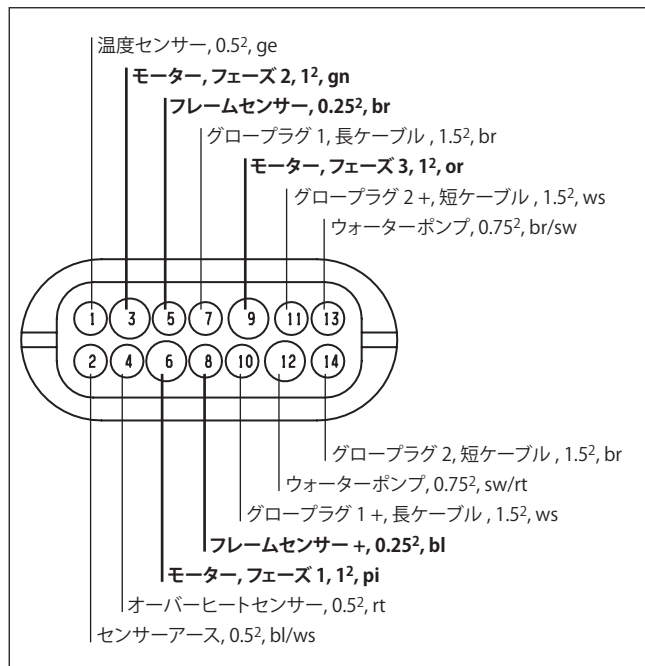 温度センサー, 0.5², ge
モーター, フェーズ 2, 1², gn
フレームセンサー, 0.25², br
グロープラグ 1, 長ケーブル , 1.5², br
モーター, フェーズ 3, 1², or
グロープラグ 2 +, 短ケーブル , 1.5², ws
ウォーターポンプ, 0.75², br/sw
1 3 5 7 9 11 13
2 4 6 8 10 12 14
グロープラグ 2, 短ケーブル , 1.5², br
ウォーターポンプ, 0.75², sw/rt
グロープラグ 1 +, 長ケーブル , 1.5², ws
フレームセンサー +, 0.25², bl
モーター, フェーズ 1, 1², pi
オーバーヒートセンサー, 0.5², rt
センサーアース, 0.5², bl/ws